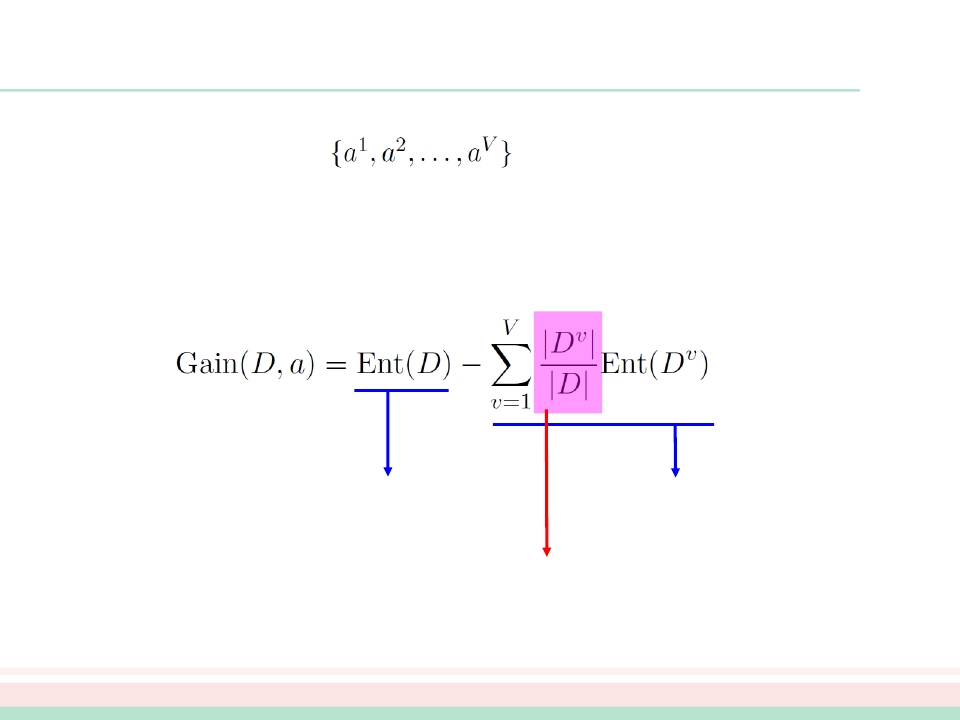 {a^1, a^2, ..., a^V}
Gain(D, a) = Ent(D) − ∑_{v=1}^{V} |D^v|/|D| Ent(D^v)